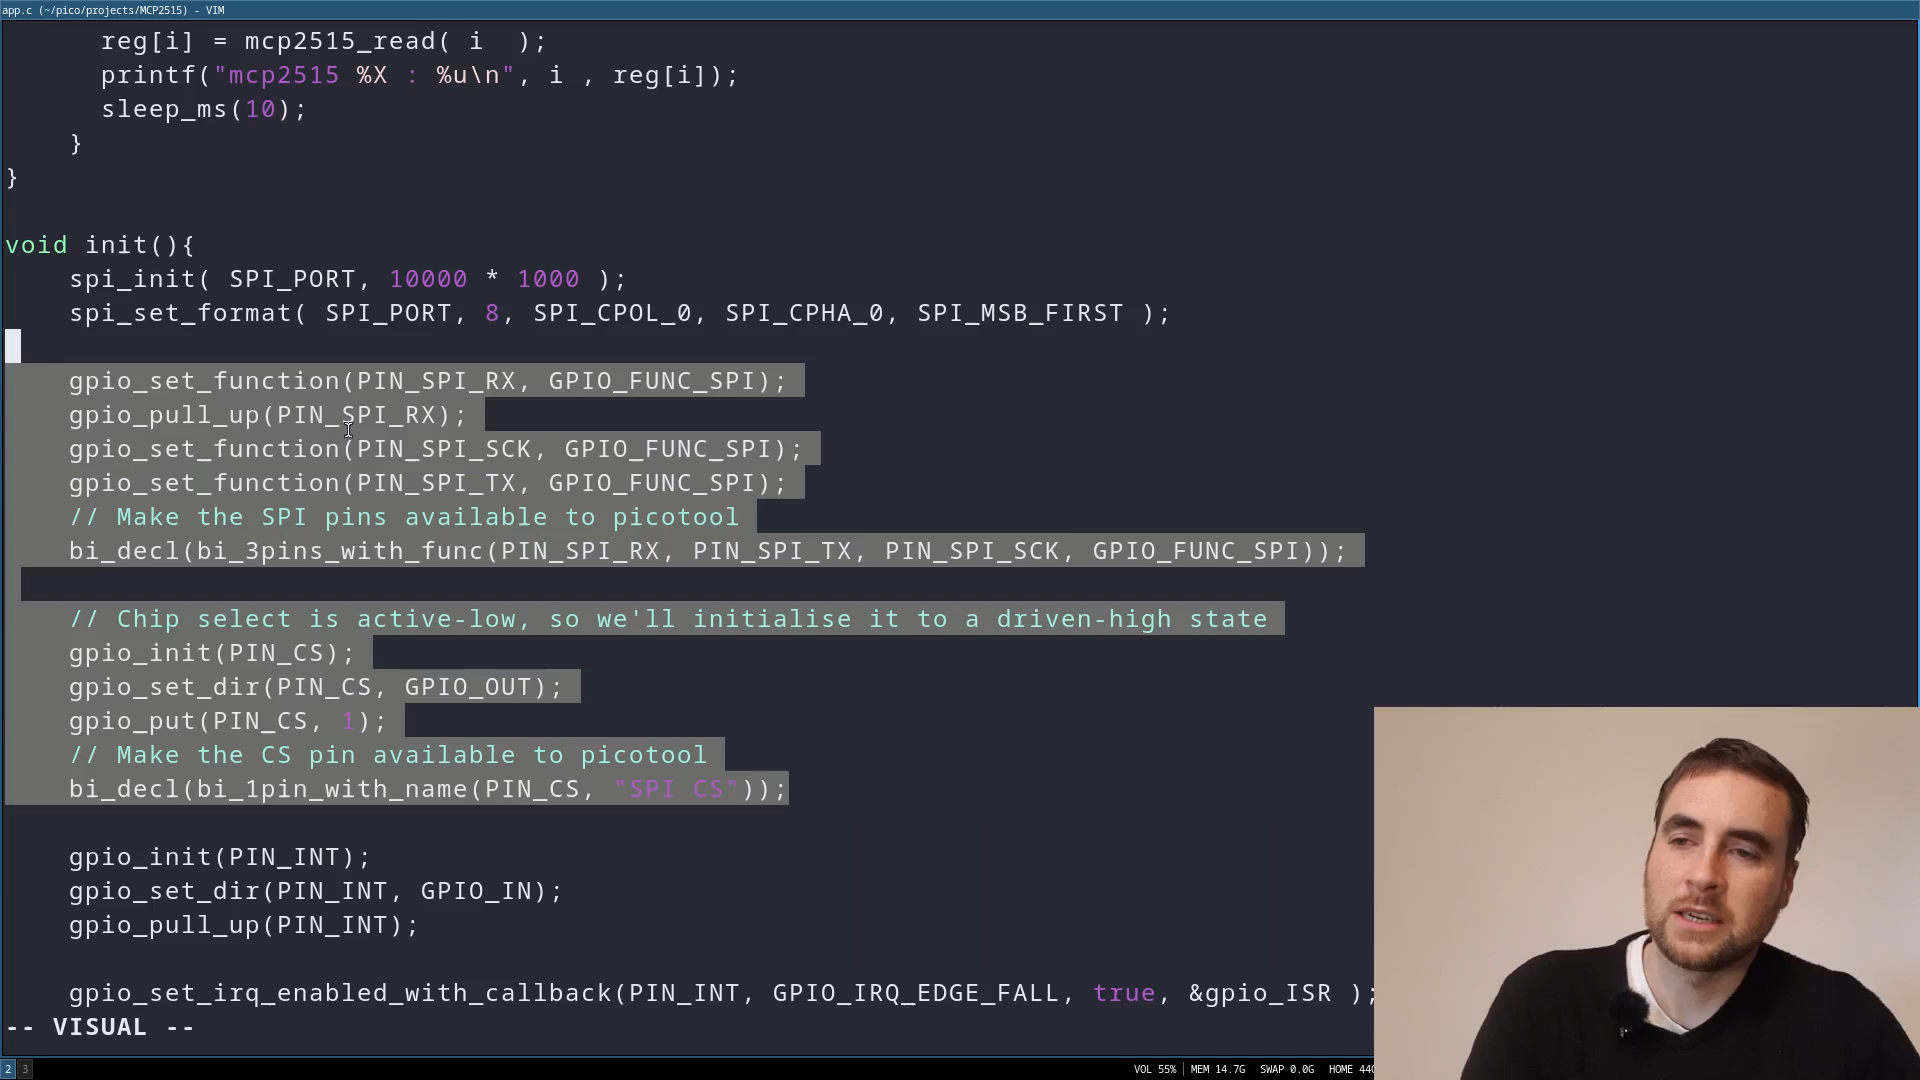 app.c (~/pico/projects/MCP2515) - VIM
reg[i] = mcp2515_read( i  );
printf("mcp2515 %X : %u\n", i , reg[i]);
sleep_ms(10);
}
}
void init(){
spi_init( SPI_PORT, 10000 * 1000 );
spi_set_format( SPI_PORT, 8, SPI_CPOL_0, SPI_CPHA_0, SPI_MSB_FIRST );
gpio_set_function(PIN_SPI_RX, GPIO_FUNC_SPI);
gpio_pull_up(PIN_SPI_RX);
gpio_set_function(PIN_SPI_SCK, GPIO_FUNC_SPI);
gpio_set_function(PIN_SPI_TX, GPIO_FUNC_SPI);
// Make the SPI pins available to picotool
bi_decl(bi_3pins_with_func(PIN_SPI_RX, PIN_SPI_TX, PIN_SPI_SCK, GPIO_FUNC_SPI));
// Chip select is active-low, so we'll initialise it to a driven-high state
gpio_init(PIN_CS);
gpio_set_dir(PIN_CS, GPIO_OUT);
gpio_put(PIN_CS, 1);
// Make the CS pin available to picotool
bi_decl(bi_1pin_with_name(PIN_CS, "SPI CS"));
gpio_init(PIN_INT);
gpio_set_dir(PIN_INT, GPIO_IN);
gpio_pull_up(PIN_INT);
gpio_set_irq_enabled_with_callback(PIN_INT, GPIO_IRQ_EDGE_FALL, true, &gpio_ISR );
-- VISUAL --
2 3 VOL 55% | MEM 14.7G SWAP 0.0G HOME